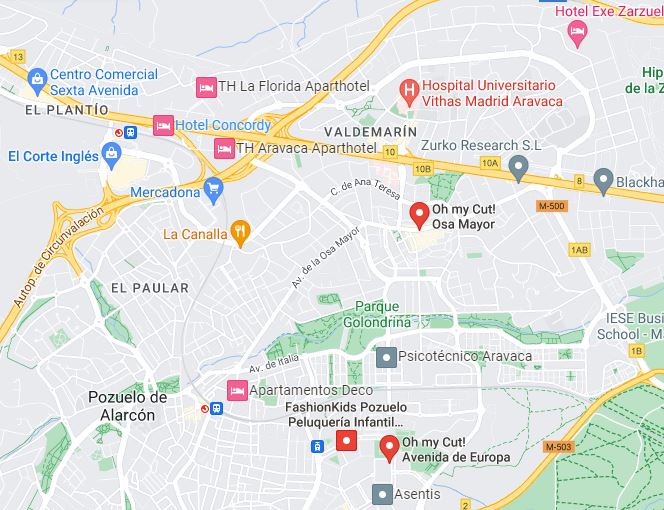 Hotel Exe Zarzuel
13
Centro Comercial
Sexta Avenida
TH La Florida Aparthotel
Hospital Universitario
Vithas Madrid Aravaca
Hip
de la Z
EL PLANTÍO
Hotel Concordy
VALDEMARÍN
Zurko Research S.L
El Corte Inglés
TH Aravaca Aparthotel
10
10A
10B
8
Mercadona
C. de Ana Teresa
Blackha
M-500
Oh my Cut!
Osa Mayor
La Canalla
Autop. de Circunvalación
Av. de la Osa Mayor
1AB
EL PAULAR
Parque
Golondrina
IESE Busi
School - Ma
1B
Av. de Italia
Psicotécnico Aravaca
1B
Pozuelo de
Alarcón
Apartamentos Deco
FashionKids Pozuelo
Peluquería Infantil...
Oh my Cut!
Avenida de Europa
M-503
Asentis
2